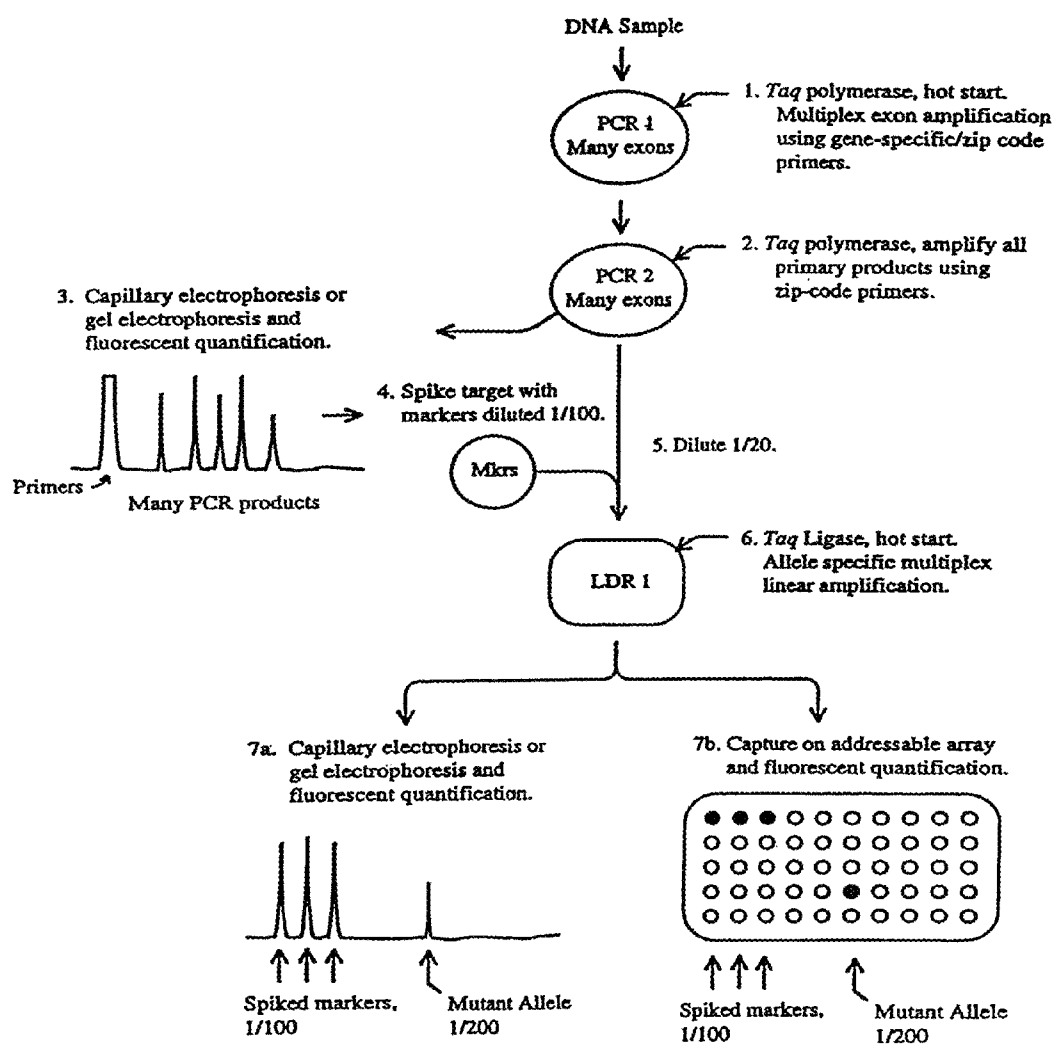 DNA Sample
PCR 1
Many exons
1. Taq polymerase, hot start.
Multiplex exon amplification
using gene-specific/zip code
primers.
PCR 2
Many exons
2. Taq polymerase, amplify all
primary products using
zip-code primers.
3. Capillary electrophoresis or
gel electrophoresis and
fluorescent quantification.
Primers
Many PCR products
4. Spike target with
markers diluted 1/100.
Mkrs
5. Dilute 1/20.
LDR 1
6. Taq Ligase, hot start.
Allele specific multiplex
linear amplification.
7a. Capillary electrophoresis or
gel electrophoresis and
fluorescent quantification.
Spiked markers,
1/100
Mutant Allele
1/200
7b. Capture on addressable array
and fluorescent quantification.
Spiked markers,
1/100
Mutant Allele
1/200